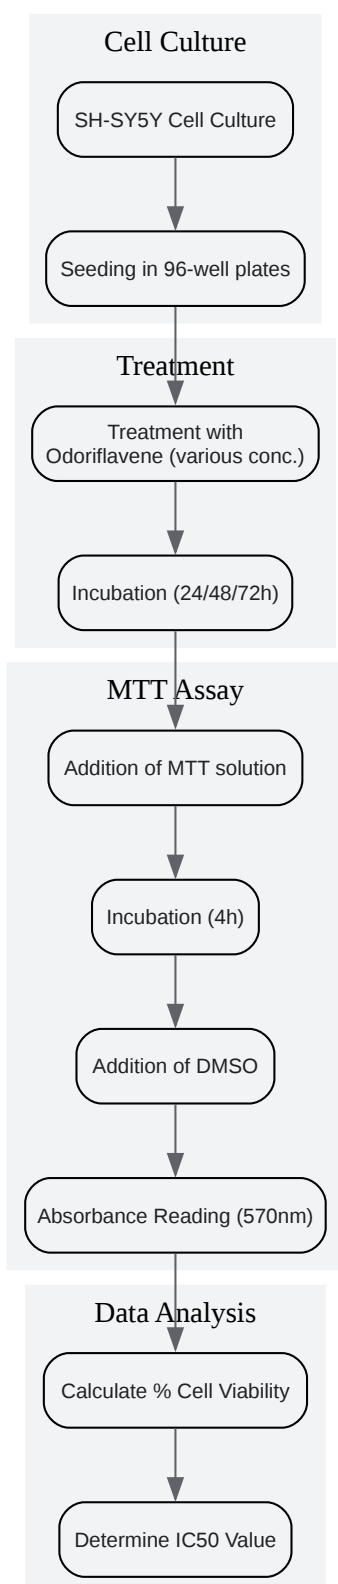 Cell Culture
SH-SY5Y Cell Culture
Seeding in 96-well plates
Treatment
Treatment with
Odoriflavene (various conc.)
Incubation (24/48/72h)
MTT Assay
Addition of MTT solution
Incubation (4h)
Addition of DMSO
Absorbance Reading (570nm)
Data Analysis
Calculate % Cell Viability
Determine IC50 Value